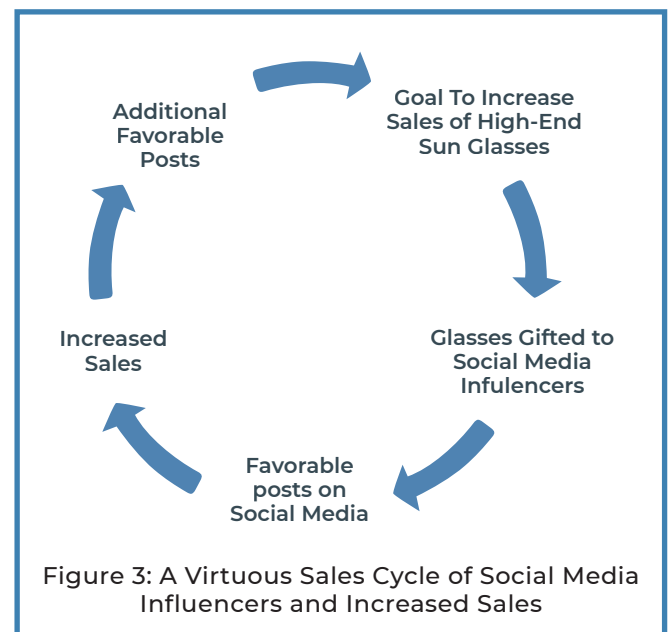 Additional
Favorable
Posts
Goal To Increase
Sales of High-End
Sun Glasses
Glasses Gifted to
Social Media
Infulencers
Favorable
posts on
Social Media
Increased
Sales
Figure 3: A Virtuous Sales Cycle of Social Media
Influencers and Increased Sales